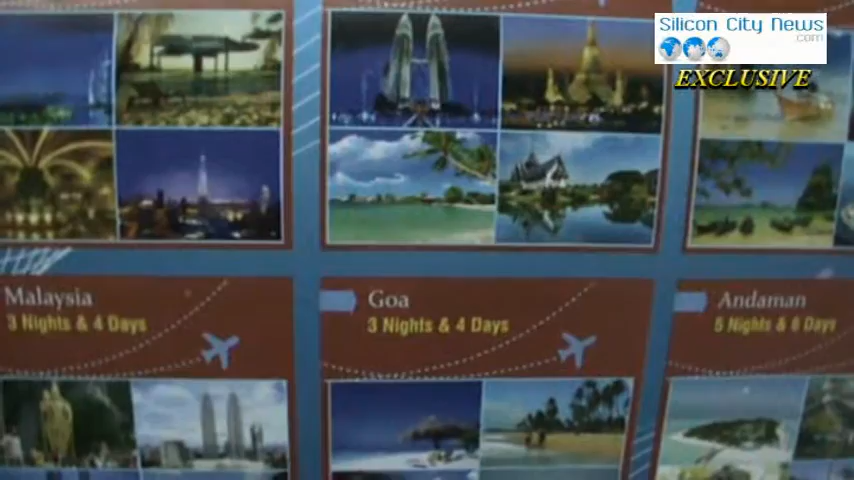 Silicon City News
.com
EXCLUSIVE
Malaysia
3 Nights & 4 Days
Goa
3 Nights & 4 Days
Andaman
5 Nights & 6 Days